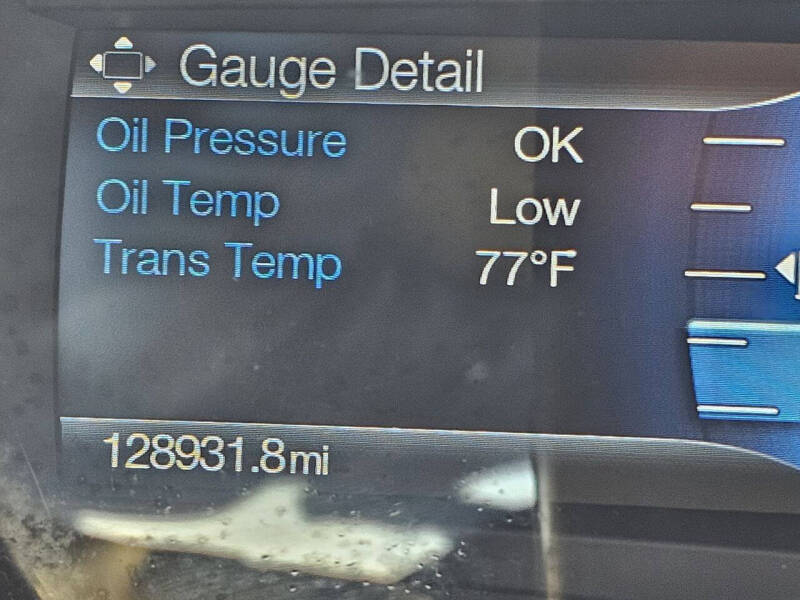 Gauge Detail
Oil Pressure OK
Oil Temp Low
Trans Temp 77°F
128931.8mi